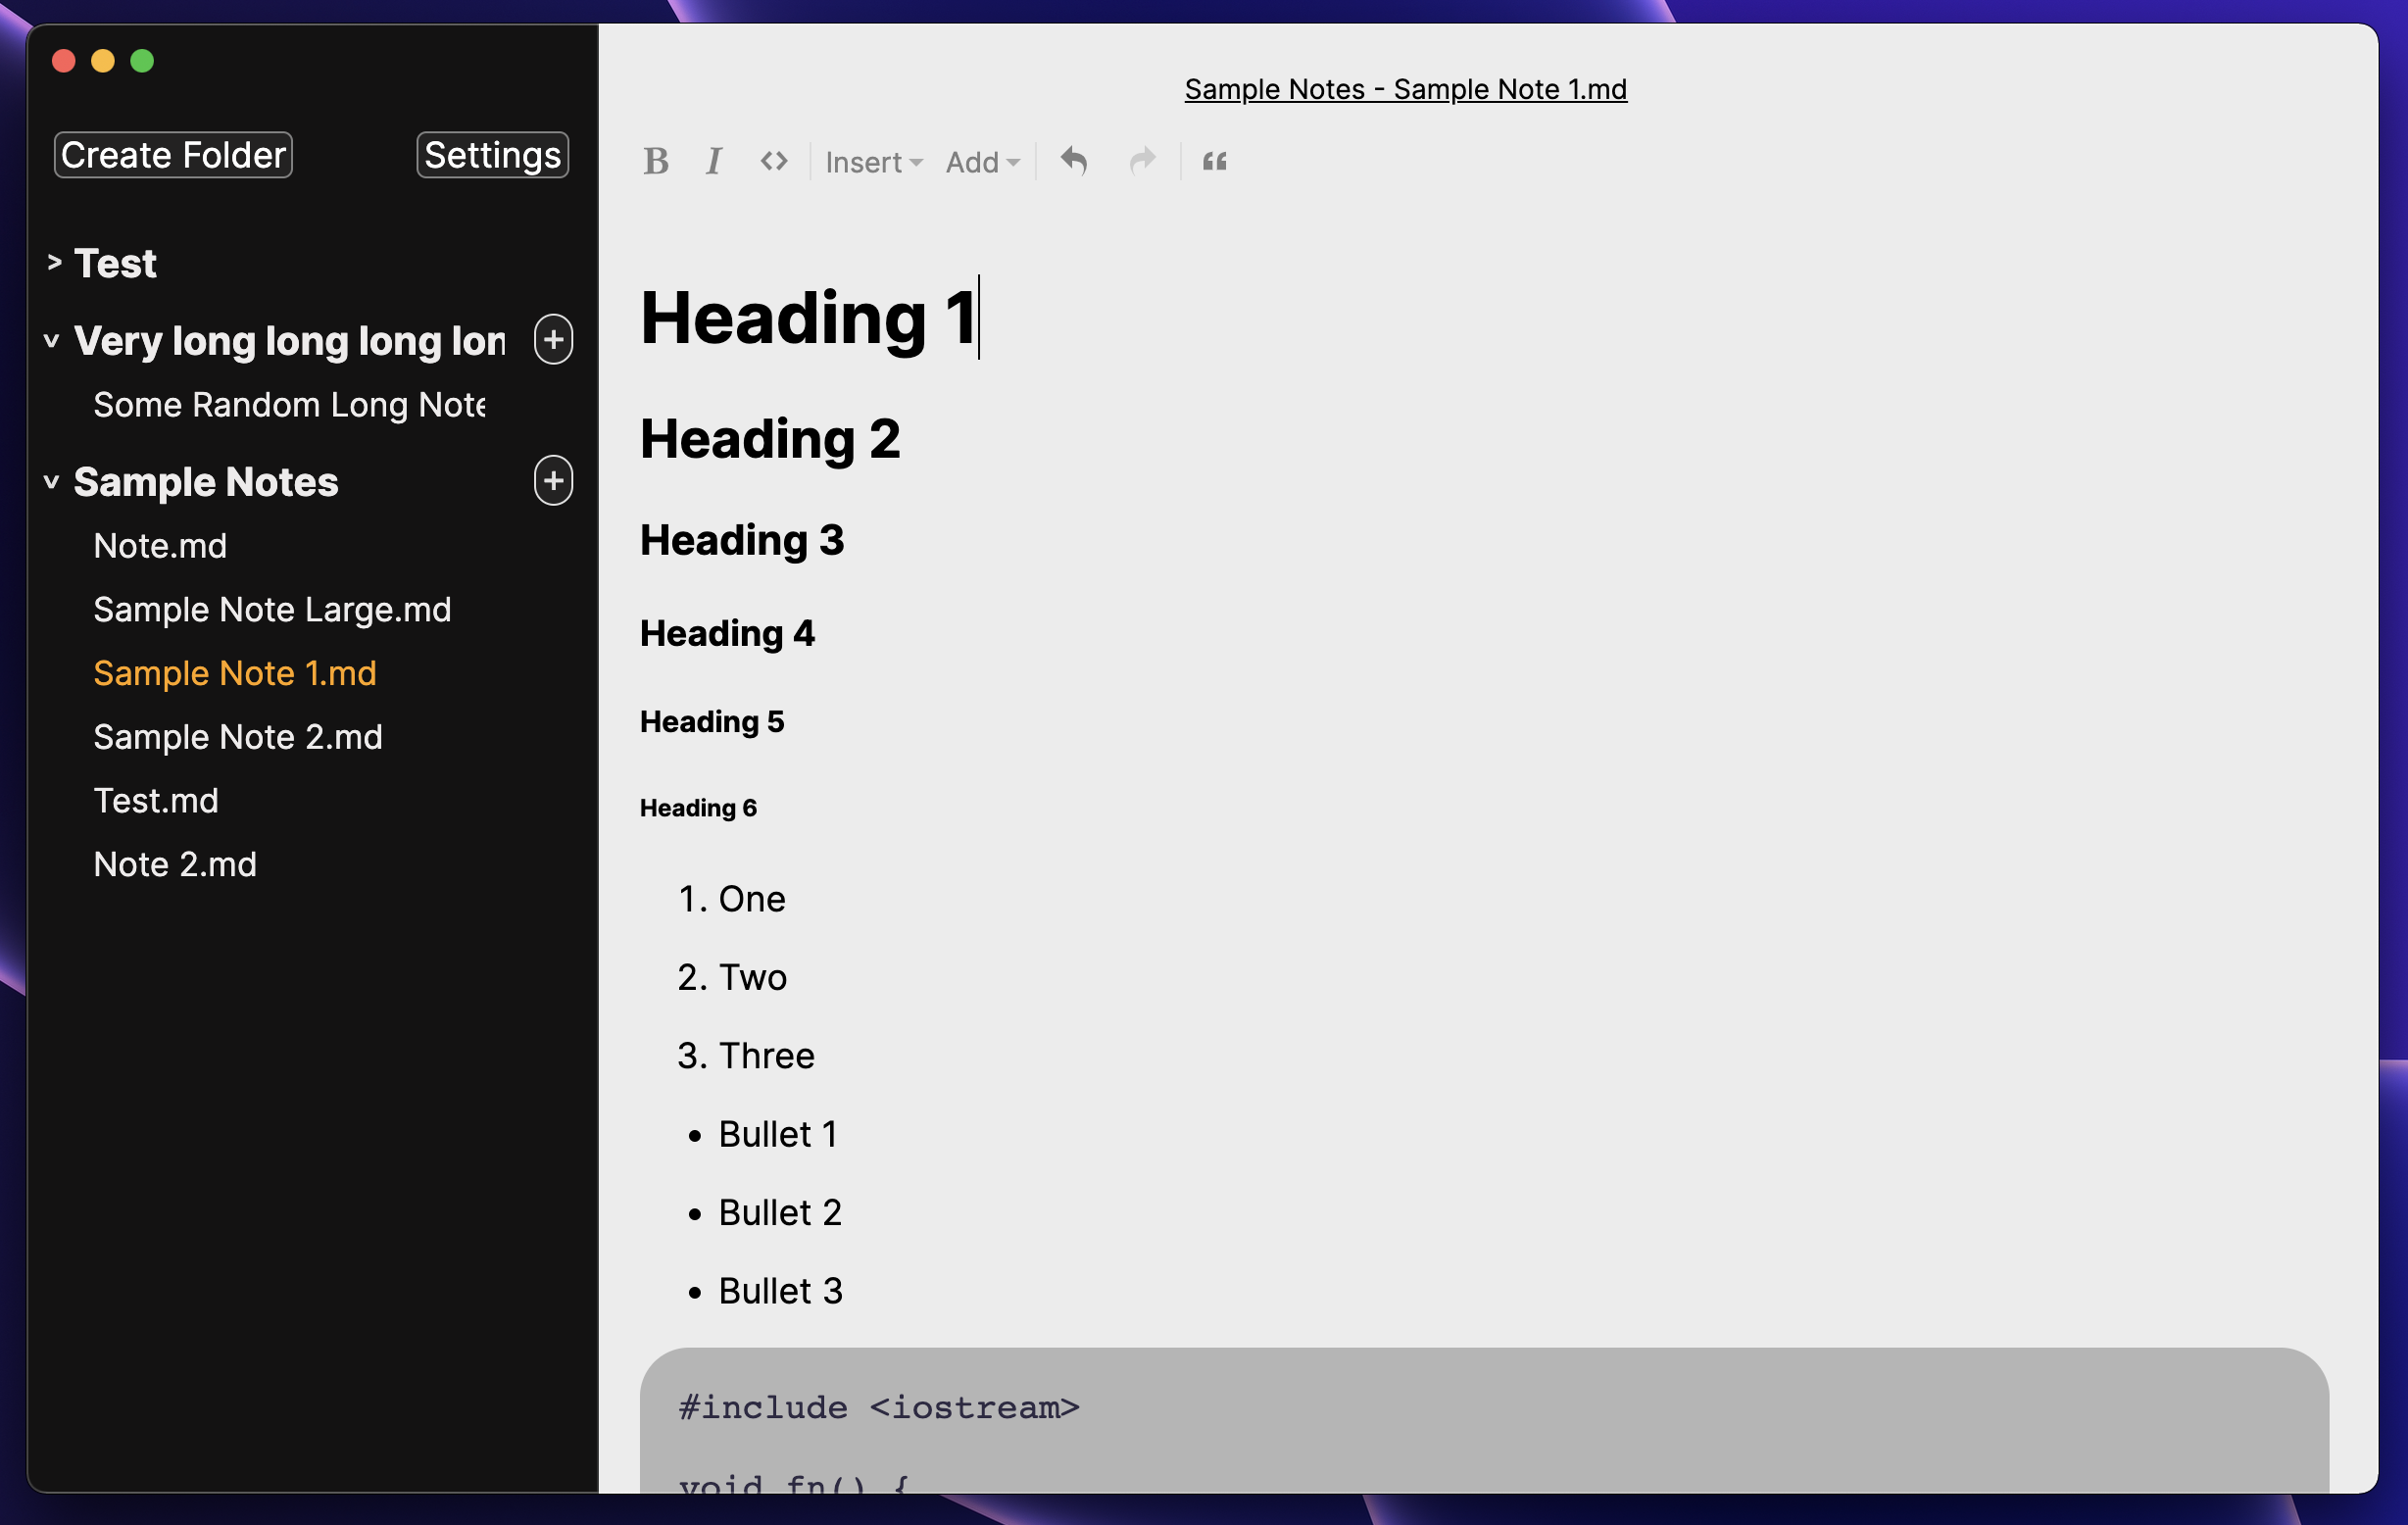 Create Folder
Settings
> Test
v Very long long long lon
+
Some Random Long Note
v Sample Notes
+
Note.md
Sample Note Large.md
Sample Note 1.md
Sample Note 2.md
Test.md
Note 2.md
Sample Notes - Sample Note 1.md
B I <> Insert Add “
Heading 1
Heading 2
Heading 3
Heading 4
Heading 5
Heading 6
1. One
2. Two
3. Three
• Bullet 1
• Bullet 2
• Bullet 3
#include <iostream>
void fn() {